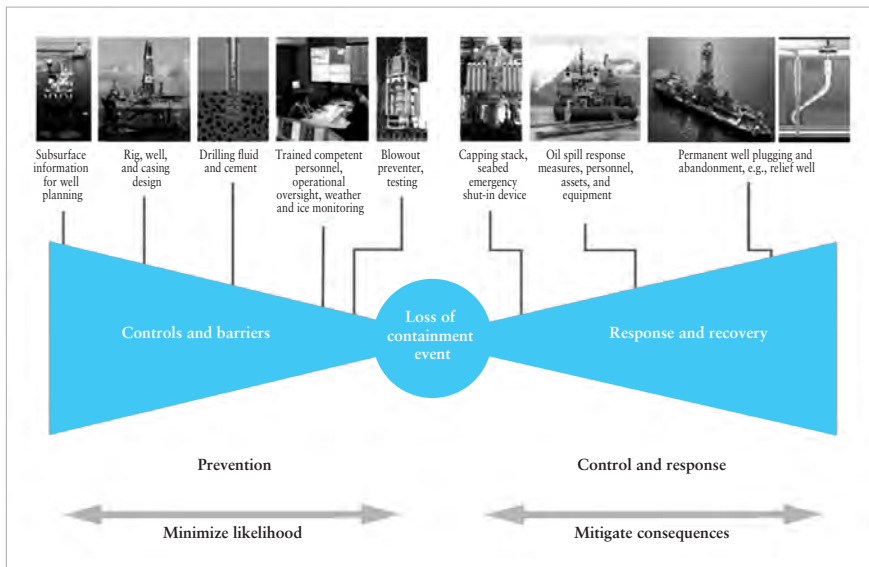 Subsurface
information
for well
planning
Rig, well,
and casing
design
Drilling fluid
and cement
Trained competent
personnel,
operational
oversight, weather
and ice monitoring
Blowout
preventer,
testing
Capping stack,
seabed
emergency
shut-in device
Oil spill response
measures, personnel,
assets, and
equipment
Permanent well plugging and
abandonment, e.g., relief well
Controls and barriers
Loss of
containment
event
Response and recovery
Prevention
Control and response
Minimize likelihood
Mitigate consequences